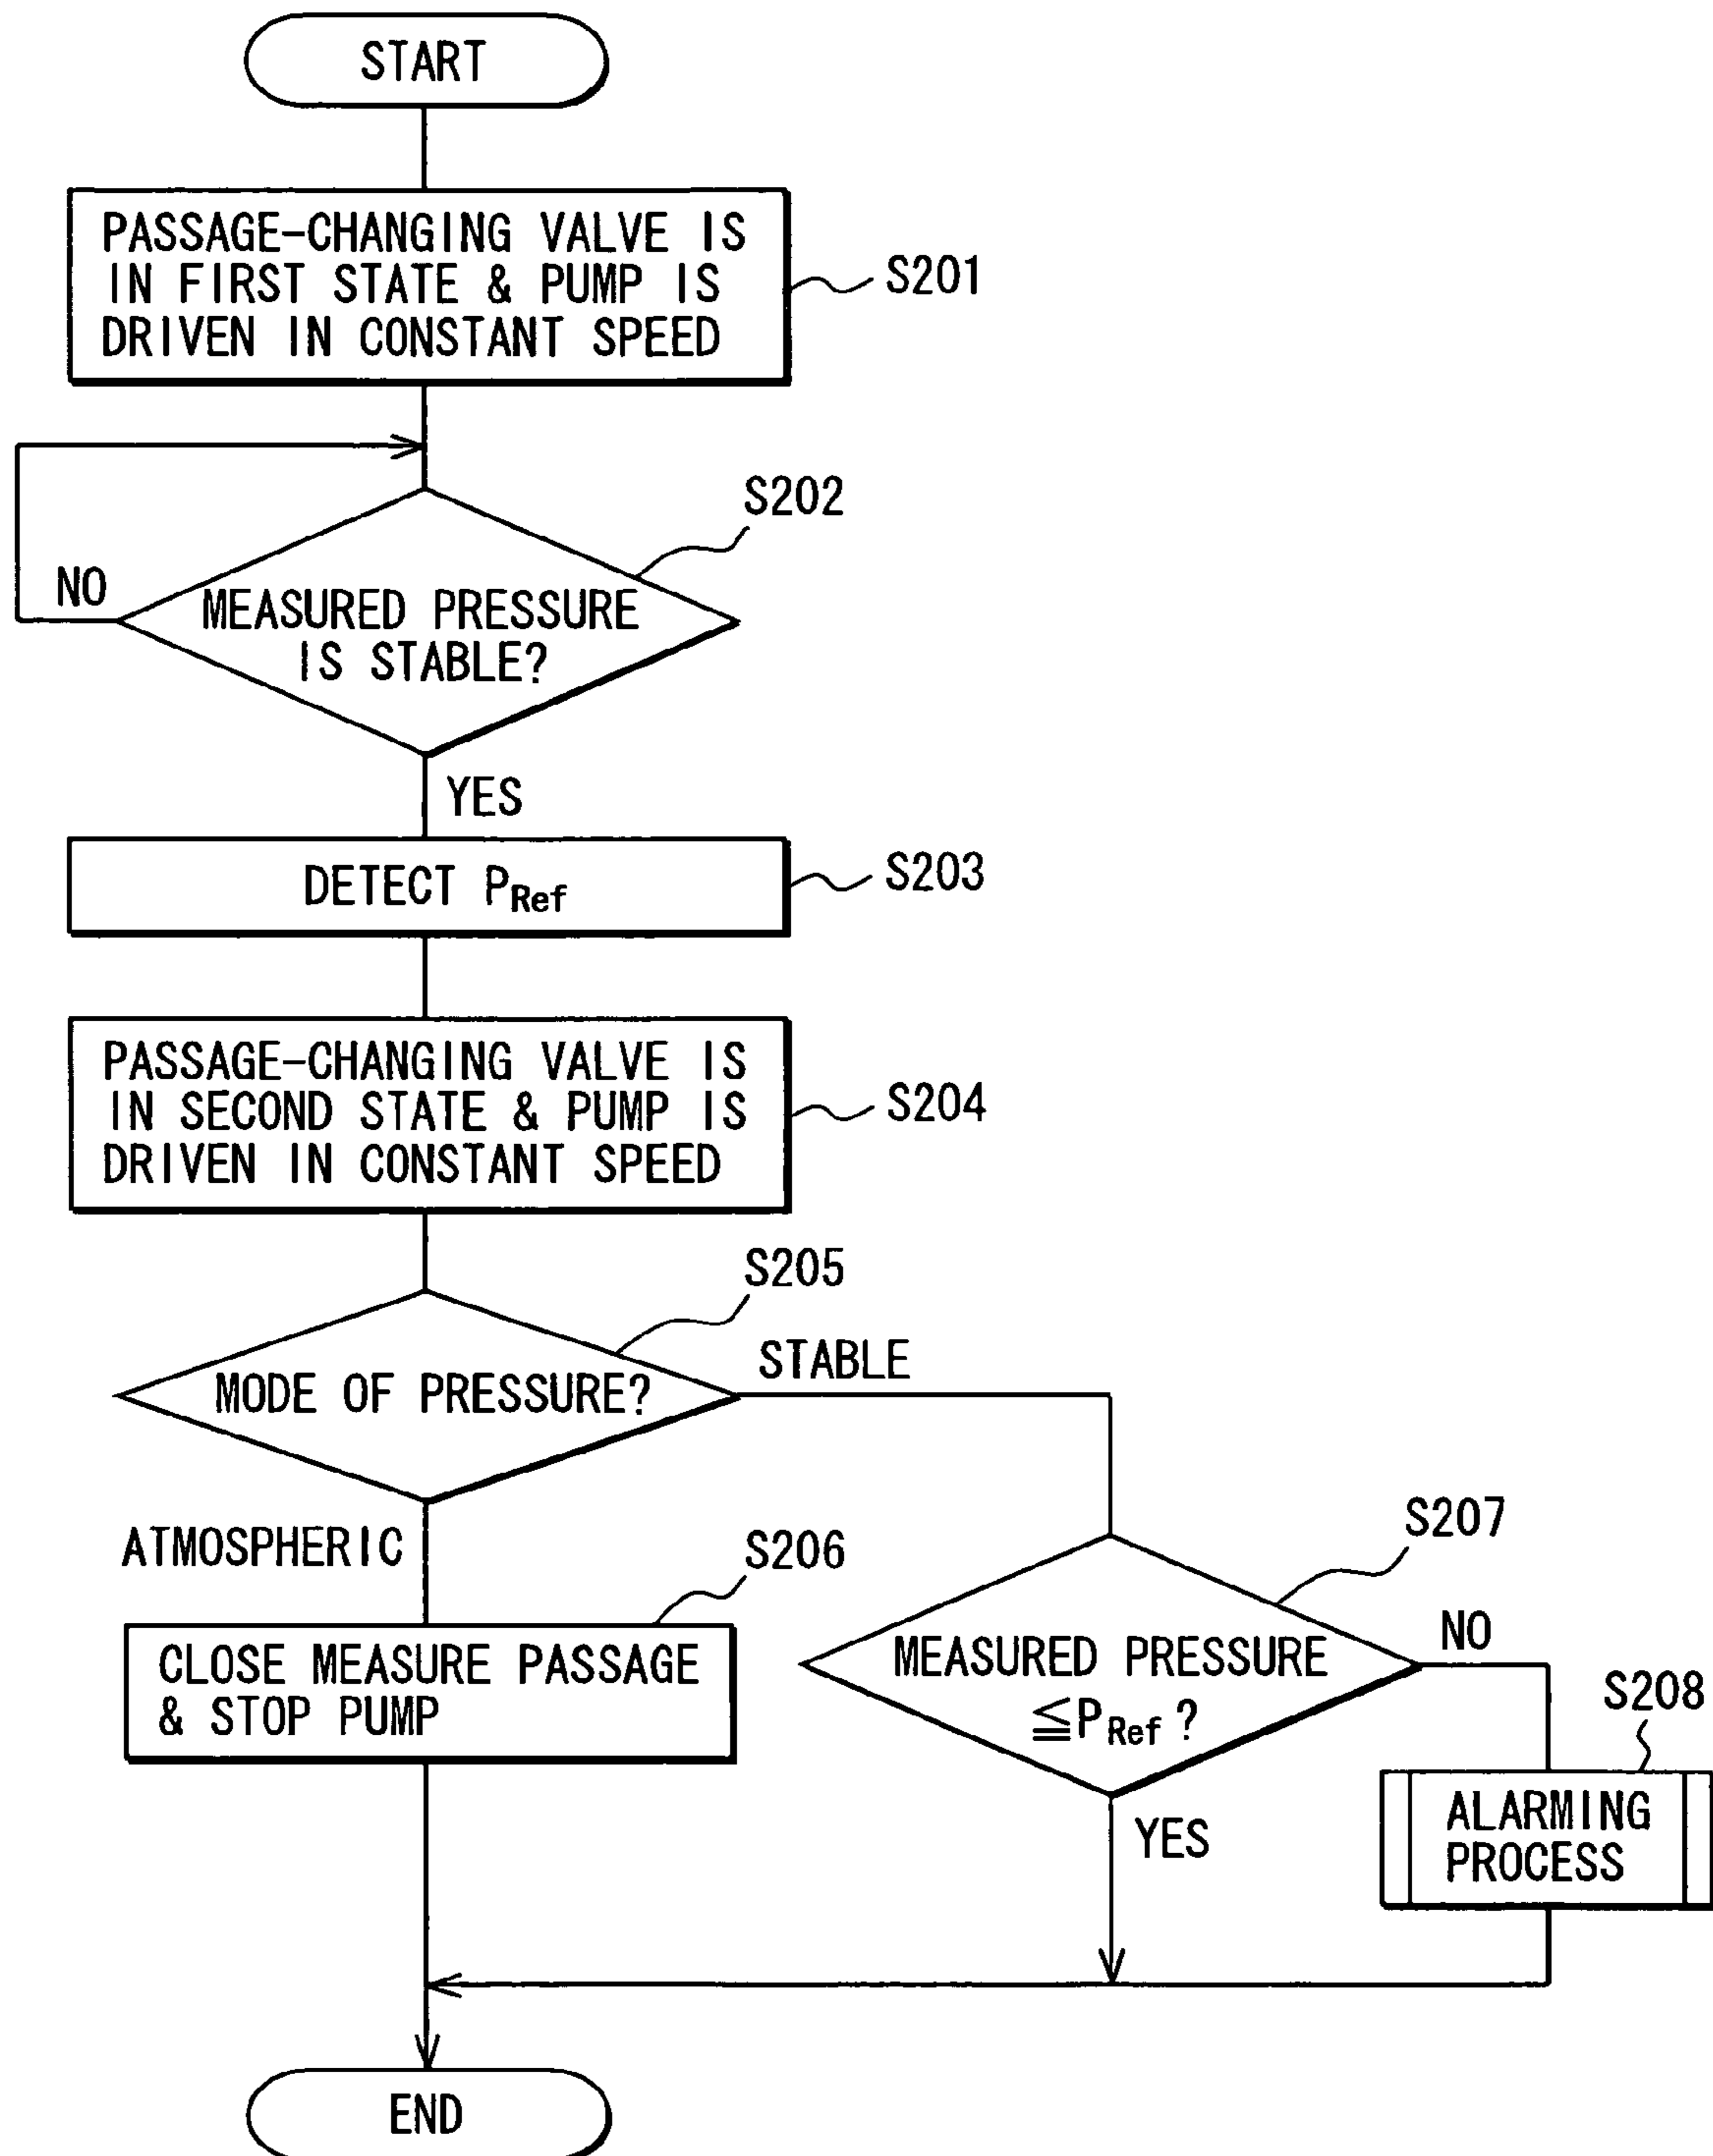 START
PASSAGE-CHANGING VALVE IS
IN FIRST STATE & PUMP IS
DRIVEN IN CONSTANT SPEED
S201
S202
NO
MEASURED PRESSURE
IS STABLE?
YES
DETECT PRef
S203
PASSAGE-CHANGING VALVE IS
IN SECOND STATE & PUMP IS
DRIVEN IN CONSTANT SPEED
S204
S205
MODE OF PRESSURE?
STABLE
ATMOSPHERIC
S206
CLOSE MEASURE PASSAGE
& STOP PUMP
S207
MEASURED PRESSURE
≦PRef ?
NO
YES
S208
ALARMING
PROCESS
END